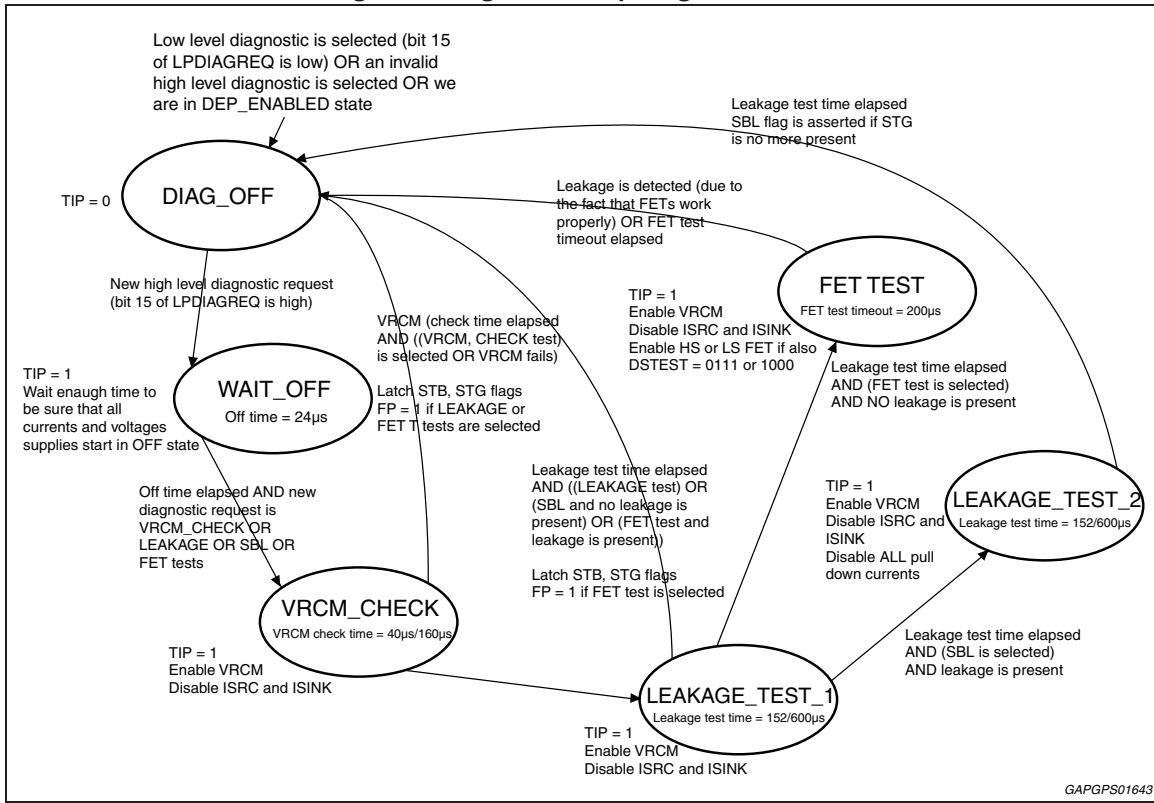 Low level diagnostic is selected (bit 15
of LPDIAGREQ is low) OR an invalid
high level diagnostic is selected OR we
are in DEP_ENABLED state
Leakage test time elapsed
SBL flag is asserted if STG
is no more present
DIAG_OFF
TIP = 0
Leakage is detected (due to
the fact that FETs work
properly) OR FET test
timeout elapsed
New high level diagnostic request
(bit 15 of LPDIAGREQ is high)
FET TEST
FET test timeout = 200µs
TIP = 1
Enable VRCM
Disable ISRC and ISINK
Enable HS or LS FET if also
DSTEST = 0111 or 1000
VRCM (check time elapsed
AND ((VRCM, CHECK test)
is selected OR VRCM fails)
Latch STB, STG flags
FP = 1 if LEAKAGE or
FET T tests are selected
TIP = 1
Wait enaugh time to
be sure that all
currents and voltages
supplies start in OFF state
WAIT_OFF
Off time = 24µs
Leakage test time elapsed
AND (FET test is selected)
AND NO leakage is present
Off time elapsed AND new
diagnostic request is
VRCM_CHECK OR
LEAKAGE OR SBL OR
FET tests
Leakage test time elapsed
AND ((LEAKAGE test) OR
(SBL and no leakage is
present) OR (FET test and
leakage is present))
Latch STB, STG flags
FP = 1 if FET test is selected
TIP = 1
Enable VRCM
Disable ISRC and
ISINK
Disable ALL pull
down currents
LEAKAGE_TEST_2
Leakage test time = 152/600µs
VRCM_CHECK
VRCM check time = 40µs/160µs
TIP = 1
Enable VRCM
Disable ISRC and ISINK
Leakage test time elapsed
AND (SBL is selected)
AND leakage is present
LEAKAGE_TEST_1
Leakage test time = 152/600µs
TIP = 1
Enable VRCM
Disable ISRC and ISINK
GAPGPS01643